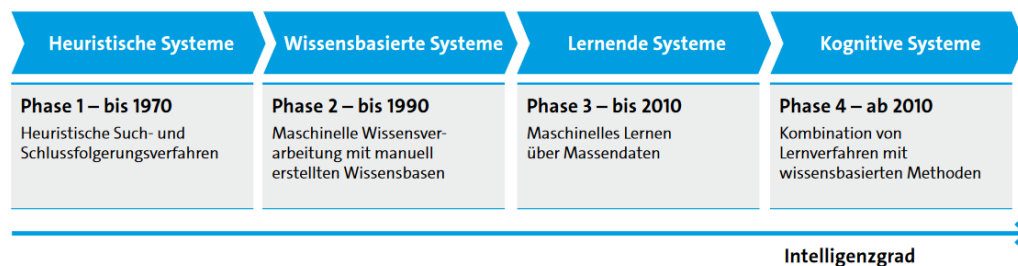 Heuristische Systeme
Wissensbasierte Systeme
Lernende Systeme
Kognitive Systeme
Phase 1 – bis 1970
Heuristische Such- und
Schlussfolgerungsverfahren
Phase 2 – bis 1990
Maschinelle Wissensver-
arbeitung mit manuell
erstellten Wissensbasen
Phase 3 – bis 2010
Maschinelles Lernen
über Massendaten
Phase 4 – ab 2010
Kombination von
Lernverfahren mit
wissensbasierten Methoden
Intelligenzgrad